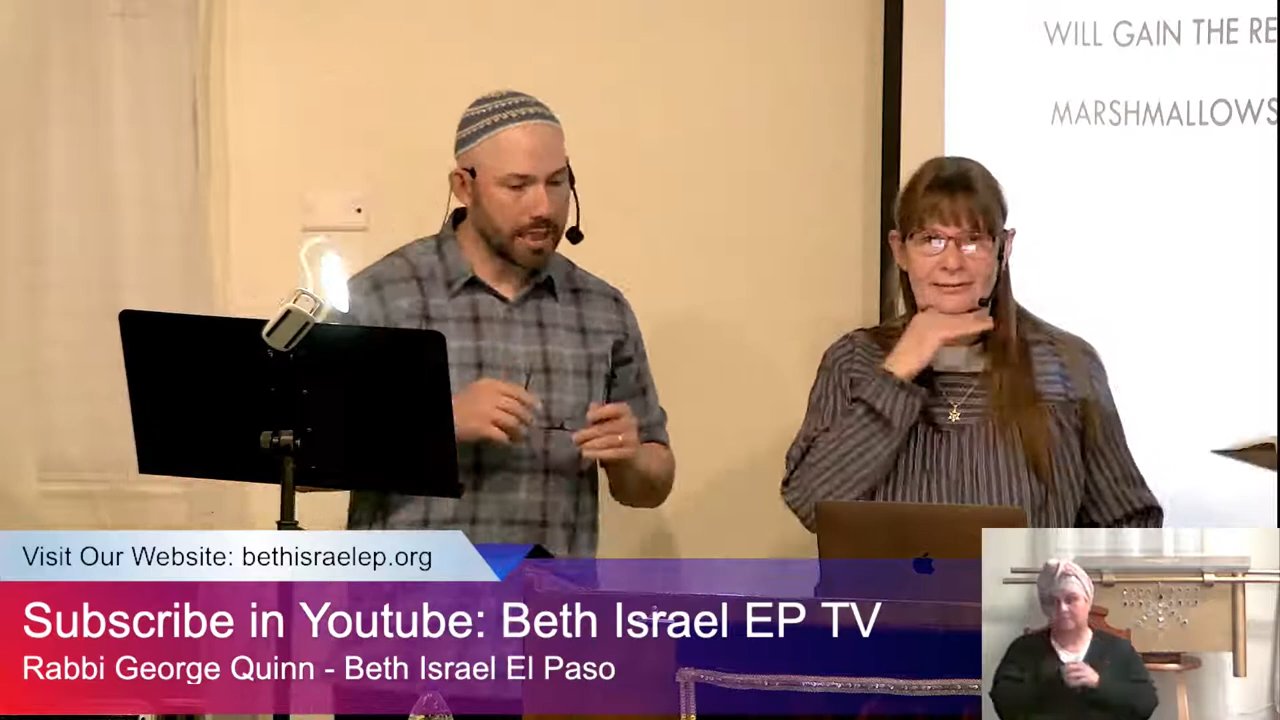 WILL GAIN THE RE
MARSHMALLOWS
Visit Our Website: bethisraelep.org
Subscribe in Youtube: Beth Israel EP TV
Rabbi George Quinn - Beth Israel El Paso